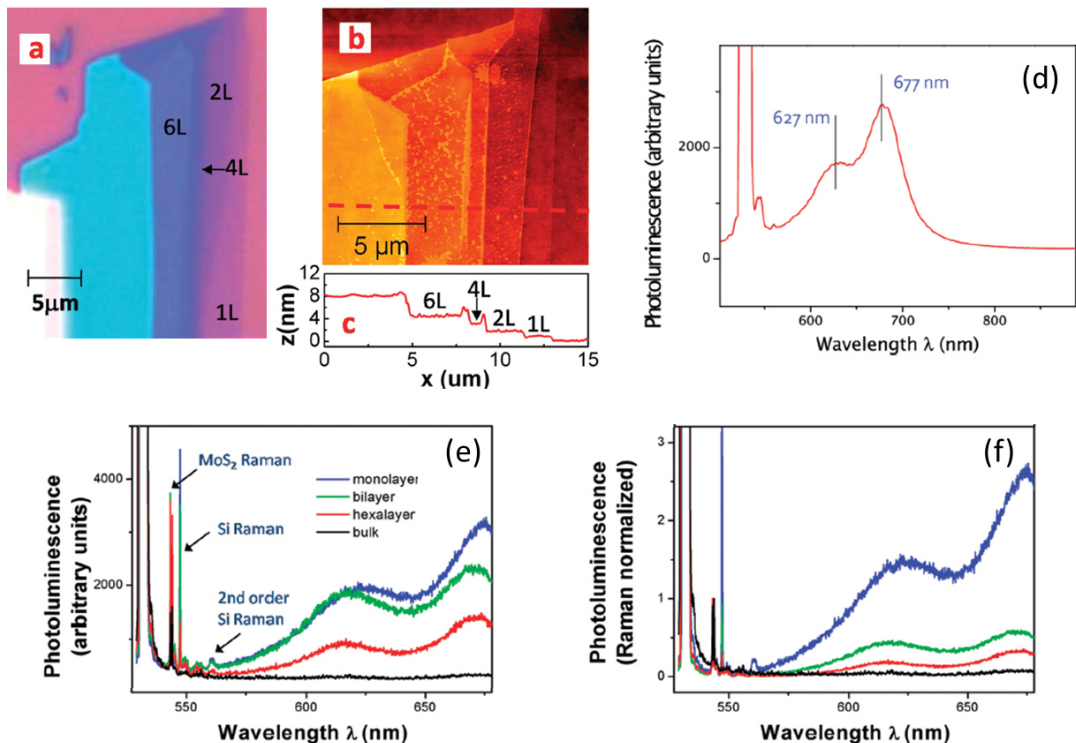 a
2L
6L
4L
5μm
1L
b
5 μm
12
8
4
0
z(nm)
c
6L
4L
2L
1L
0
5
10
15
x (um)
(d)
677 nm
627 nm
Photoluminescence (arbitrary units)
2000
0
600
700
800
Wavelength λ (nm)
(e)
MoS₂ Raman
Si Raman
2nd order
Si Raman
monolayer
bilayer
hexalayer
bulk
4000
2000
Photoluminescence
(arbitrary units)
550
600
650
Wavelength λ (nm)
(f)
3
2
1
0
Photoluminescence
(Raman normalized)
550
600
650
Wavelength λ (nm)